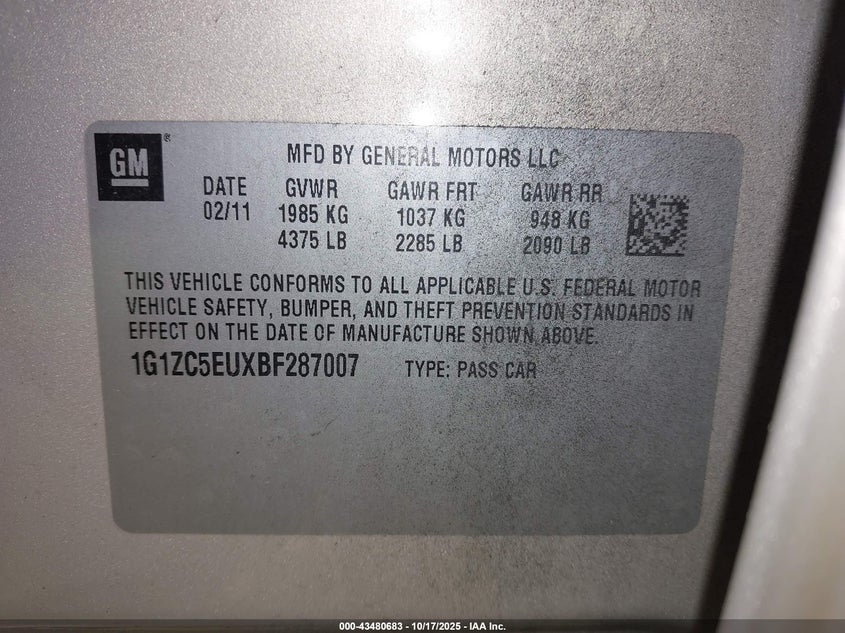 GM
®
MFD BY GENERAL MOTORS LLC
DATE GVWR GAWR FRT GAWR RR
02/11 1985 KG 1037 KG 948 KG
4375 LB 2285 LB 2090 LB
THIS VEHICLE CONFORMS TO ALL APPLICABLE U.S. FEDERAL MOTOR
VEHICLE SAFETY, BUMPER, AND THEFT PREVENTION STANDARDS IN
EFFECT ON THE DATE OF MANUFACTURE SHOWN ABOVE.
1G1ZC5EUXBF287007 TYPE: PASS CAR
000-43480683 - 10/17/2025 - IAA Inc.